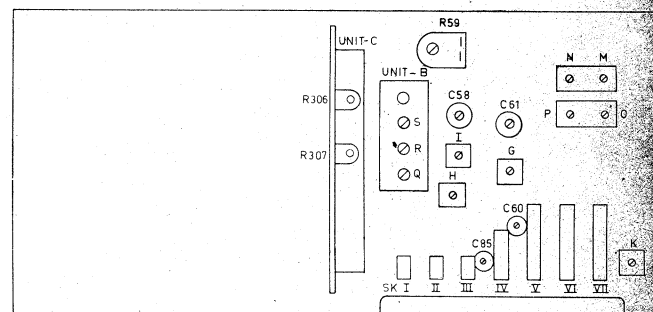 R59
UNIT-C
UNIT-B
N M
R306
C58
C61
S
P O
I
R307
R
G
H
Q
C60
C85
K
SK I II III IV V VI VII